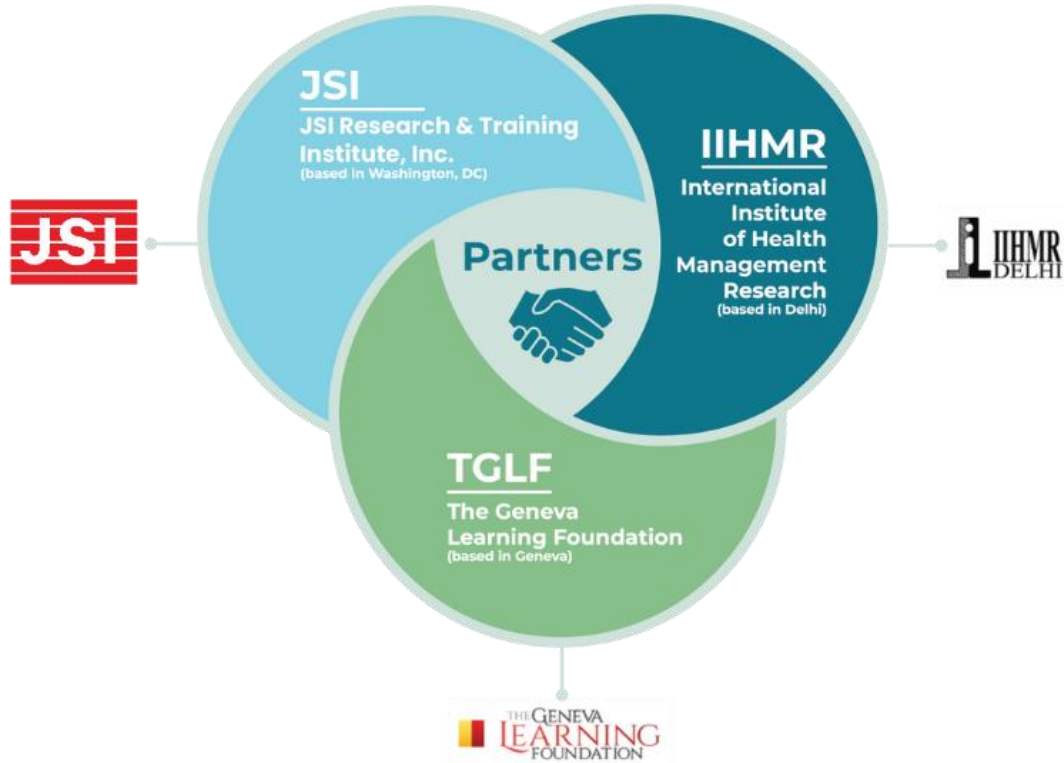 JSI
JSI Research & Training
Institute, Inc.
(based in Washington, DC)
IIHMR
International
Institute
of Health
Management
Research
(based in Delhi)
Partners
JSI
IIHMR
DELHI
TGLF
The Geneva
Learning Foundation
(based in Geneva)
THE GENEVA
LEARNING
FOUNDATION